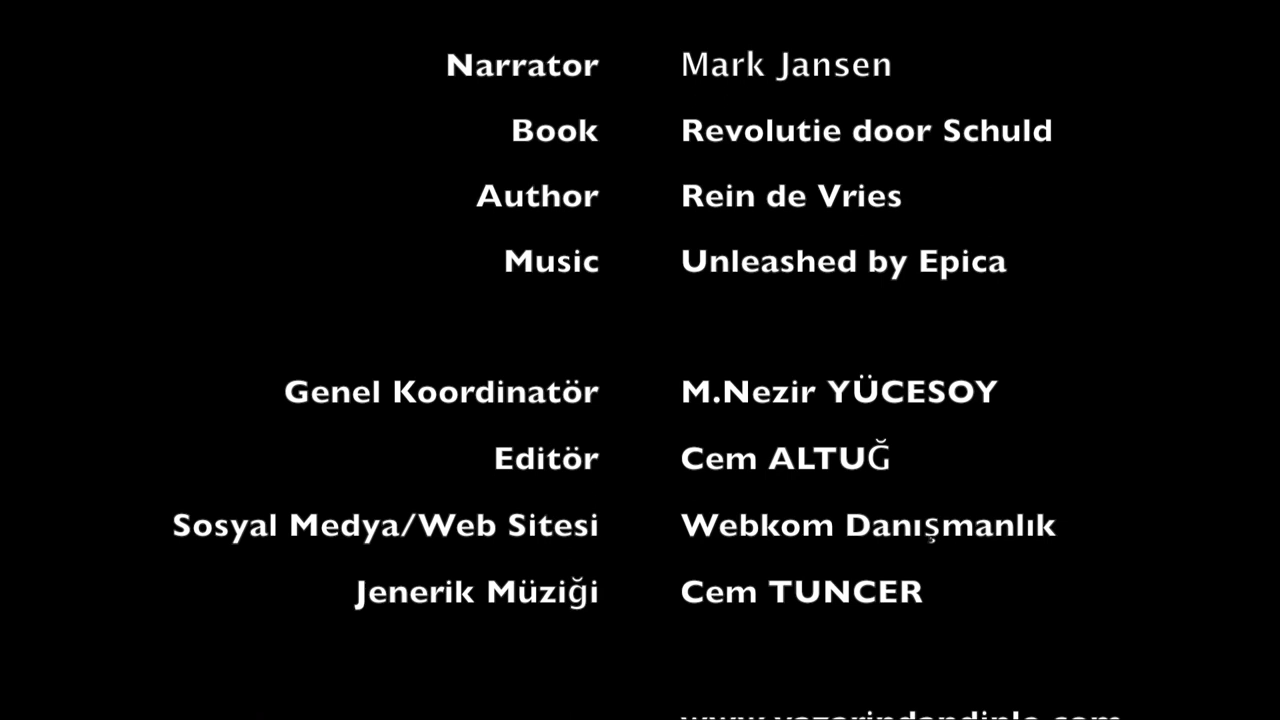 Narrator Mark Jansen
Book Revolutie door Schuld
Author Rein de Vries
Music Unleashed by Epica
Genel Koordinatör M.Nezir YÜCESOY
Editör Cem ALTUĞ
Sosyal Medya/Web Sitesi Webkom Danışmanlık
Jenerik Müziği Cem TUNCER